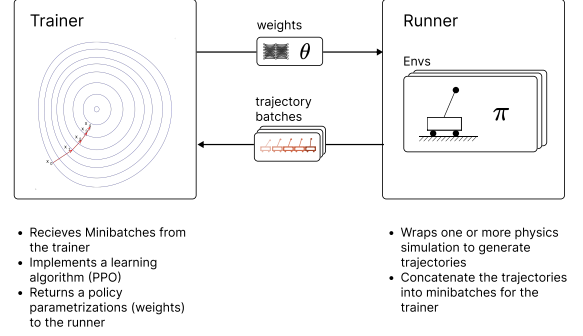 Trainer
weights
θ
Runner
Envs
π
trajectory
batches
• Recieves Minibatches from
the trainer
• Implements a learning
algorithm (PPO)
• Returns a policy
parametrizations (weights)
to the runner
• Wraps one or more physics
simulation to generate
trajectories
• Concatenate the trajectories
into minibatches for the
trainer